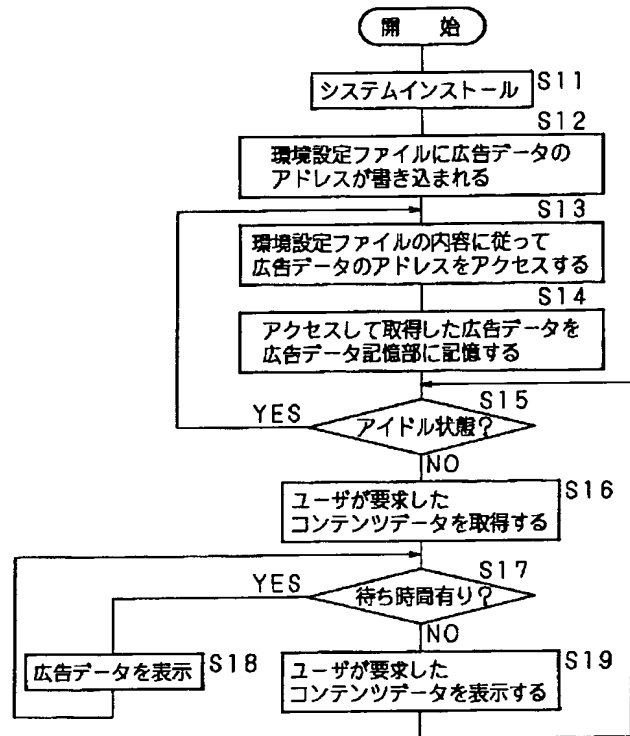 開 始
システムインストール
S11
S12
環境設定ファイルに広告データの
アドレスが書き込まれる
S13
環境設定ファイルの内容に従って
広告データのアドレスをアクセスする
S14
アクセスして取得した広告データを
広告データ記憶部に記憶する
S15
YES
アイドル状態?
NO
S16
ユーザが要求した
コンテンツデータを取得する
S17
YES
待ち時間有り?
NO
広告データを表示
S18
S19
ユーザが要求した
コンテンツデータを表示する